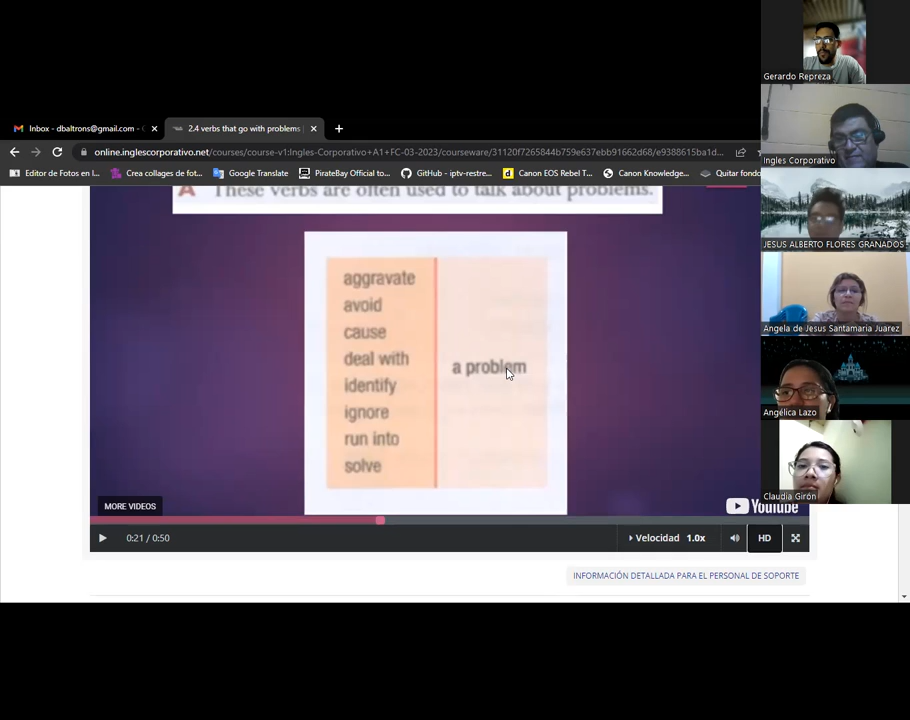 Inbox - dbaltrons@gmail.com -
2.4 verbs that go with problems
online.inglescorporativo.net/courses/course-v1:Ingles-Corporativo+A1+FC-03-2023/courseware/31120f7265844b759e637ebb91662d68/e9388615ba1d...
Editor de Fotos en l...
Crea collages de fot...
Google Translate
PirateBay Official to...
GitHub - iptv-restre...
Canon EOS Rebel T...
Canon Knowledge...
Quitar fondo
A These verbs are often used to talk about problems.
aggravate
avoid
cause
deal with
identify
ignore
run into
solve
a problem
MORE VIDEOS
YouTube
0:21 / 0:50
Velocidad 1.0x
HD
INFORMACIÓN DETALLADA PARA EL PERSONAL DE SOPORTE
Gerardo Repreza
Ingles Corporativo
JESUS ALBERTO FLORES GRANADOS
Angela de Jesus Santamaria Juarez
Angélica Lazo
Claudia Girón